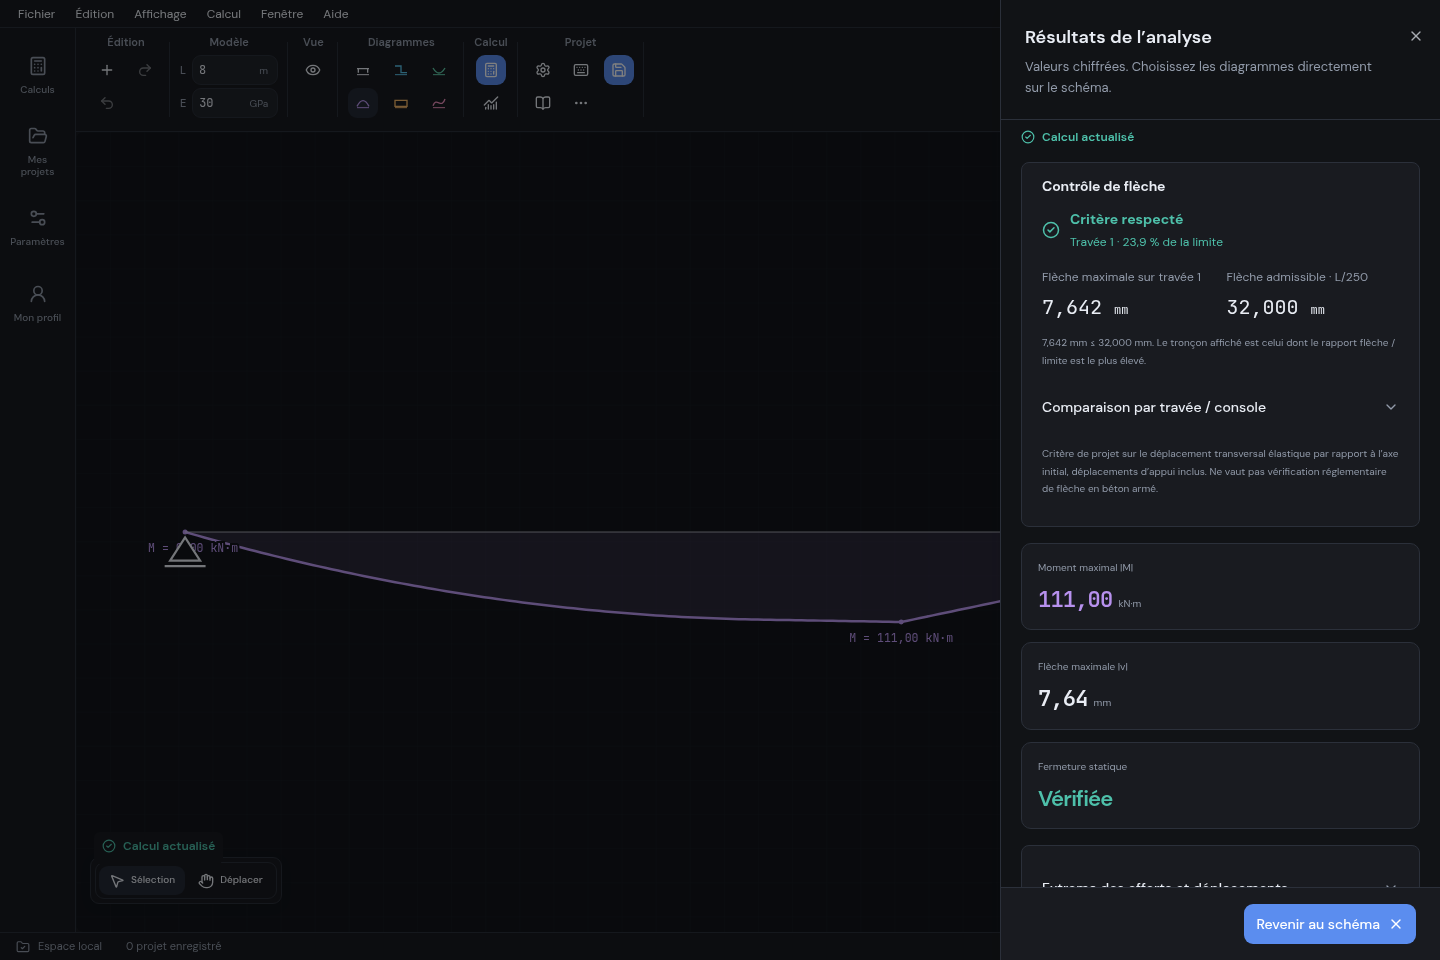 Fichier Édition Affichage Calcul Fenêtre Aide
Calculs
Mes
projets
Paramètres
Mon profil
Édition Modèle Vue Diagrammes Calcul Projet
L 8 m
E 30 GPa
M = kN·m
M = 111,00 kN·m
Calcul actualisé
Sélection Déplacer
Espace local 0 projet enregistré
Résultats de l’analyse
Valeurs chiffrées. Choisissez les diagrammes directement
sur le schéma.
Calcul actualisé
Contrôle de flèche
Critère respecté
Travée 1 · 23,9 % de la limite
Flèche maximale sur travée 1 Flèche admissible · L/250
7,642 mm 32,000 mm
7,642 mm ≤ 32,000 mm. Le tronçon affiché est celui dont le rapport flèche /
limite est le plus élevé.
Comparaison par travée / console
Critère de projet sur le déplacement transversal élastique par rapport à l’axe
initial, déplacements d’appui inclus. Ne vaut pas vérification réglementaire
de flèche en béton armé.
Moment maximal |M|
111,00 kN·m
Flèche maximale |v|
7,64 mm
Fermeture statique
Vérifiée
Extrema des efforts et déplacements
Revenir au schéma